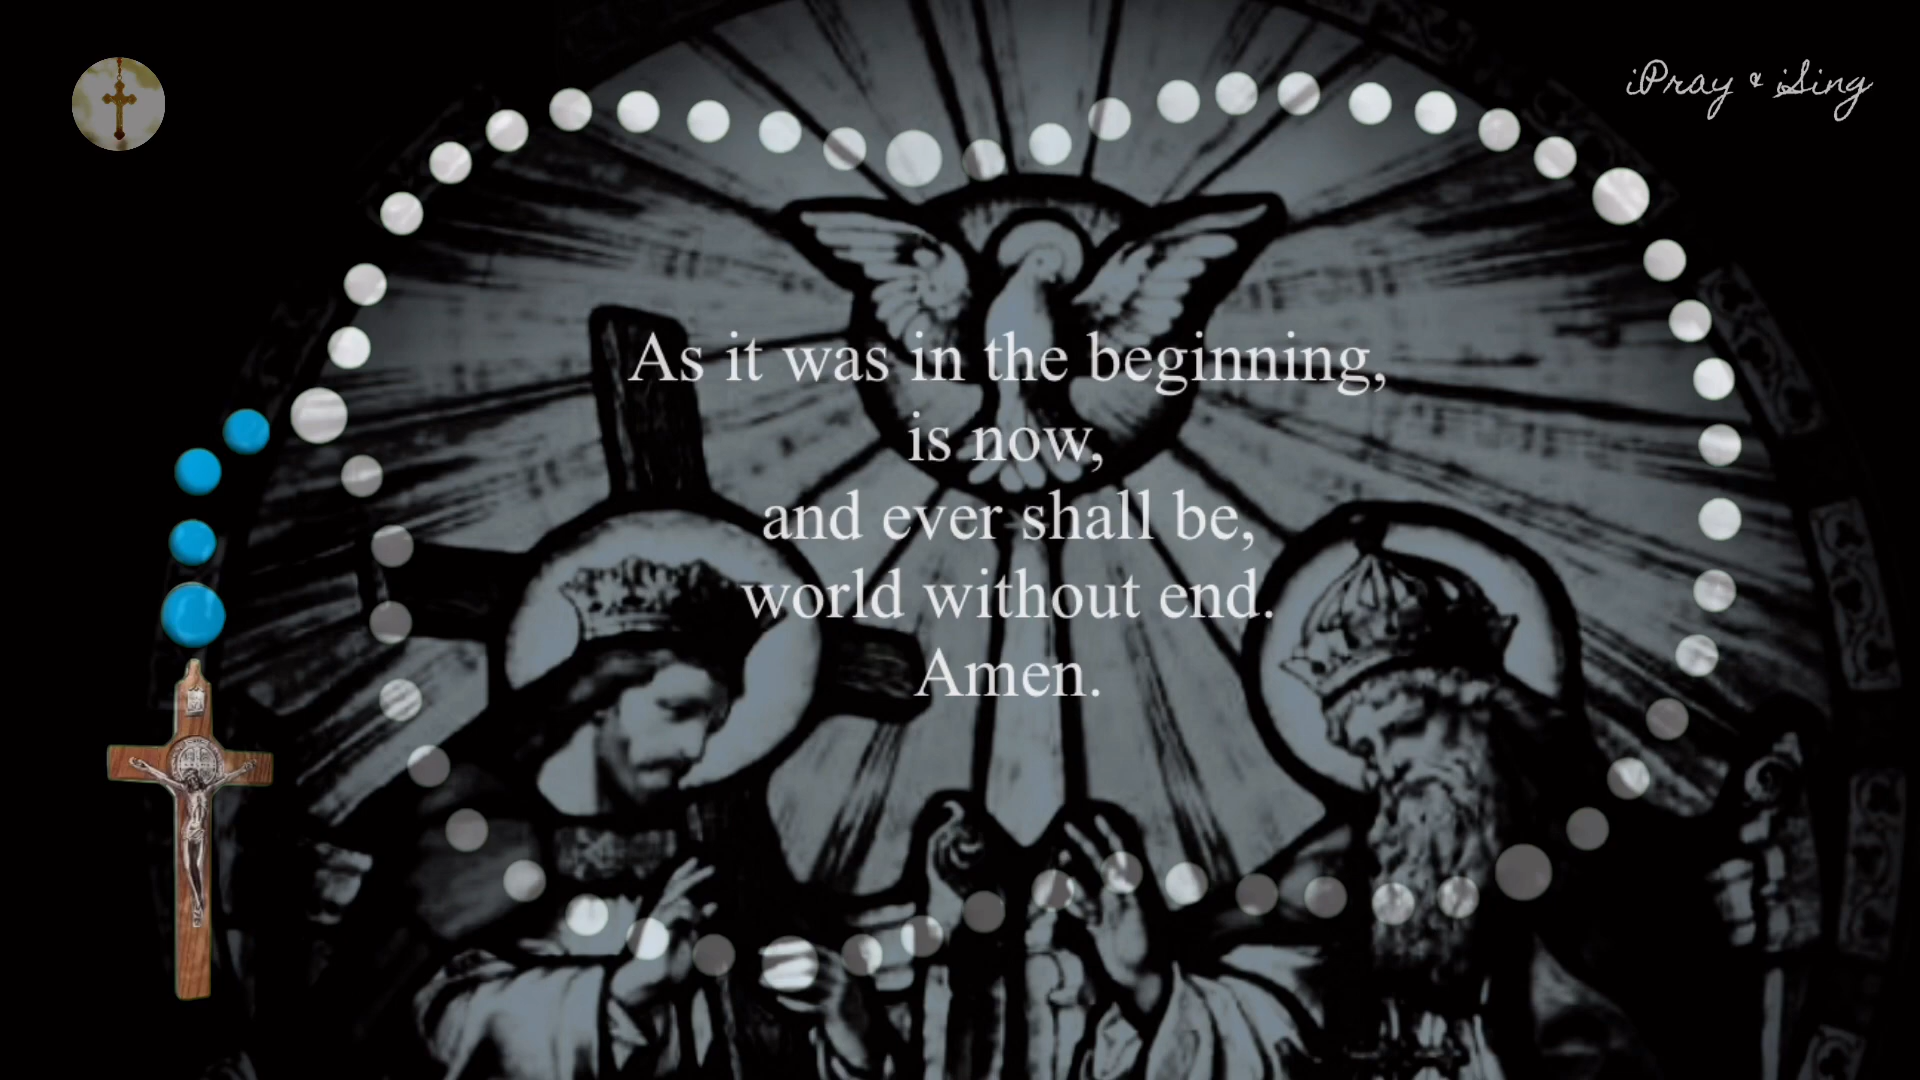 iPray & iSing
As it was in the beginning,
is now,
and ever shall be,
world without end.
Amen.